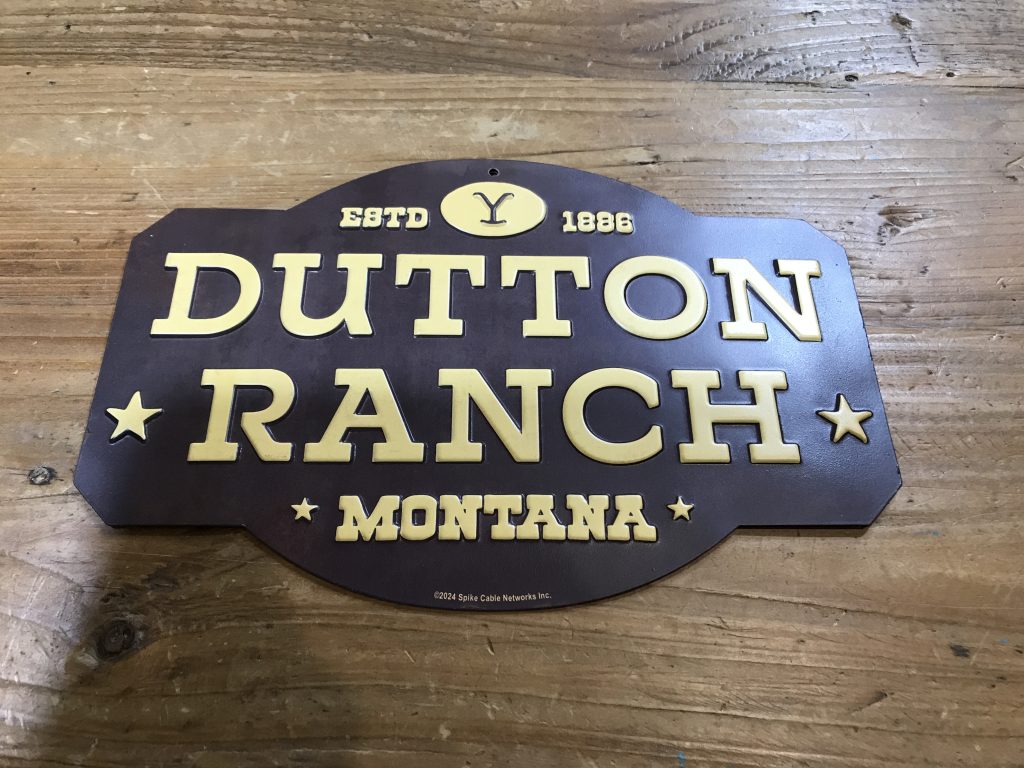 ESTD Y 1886
DUTTON
RANCH
MONTANA
©2024 Spike Cable Networks Inc.